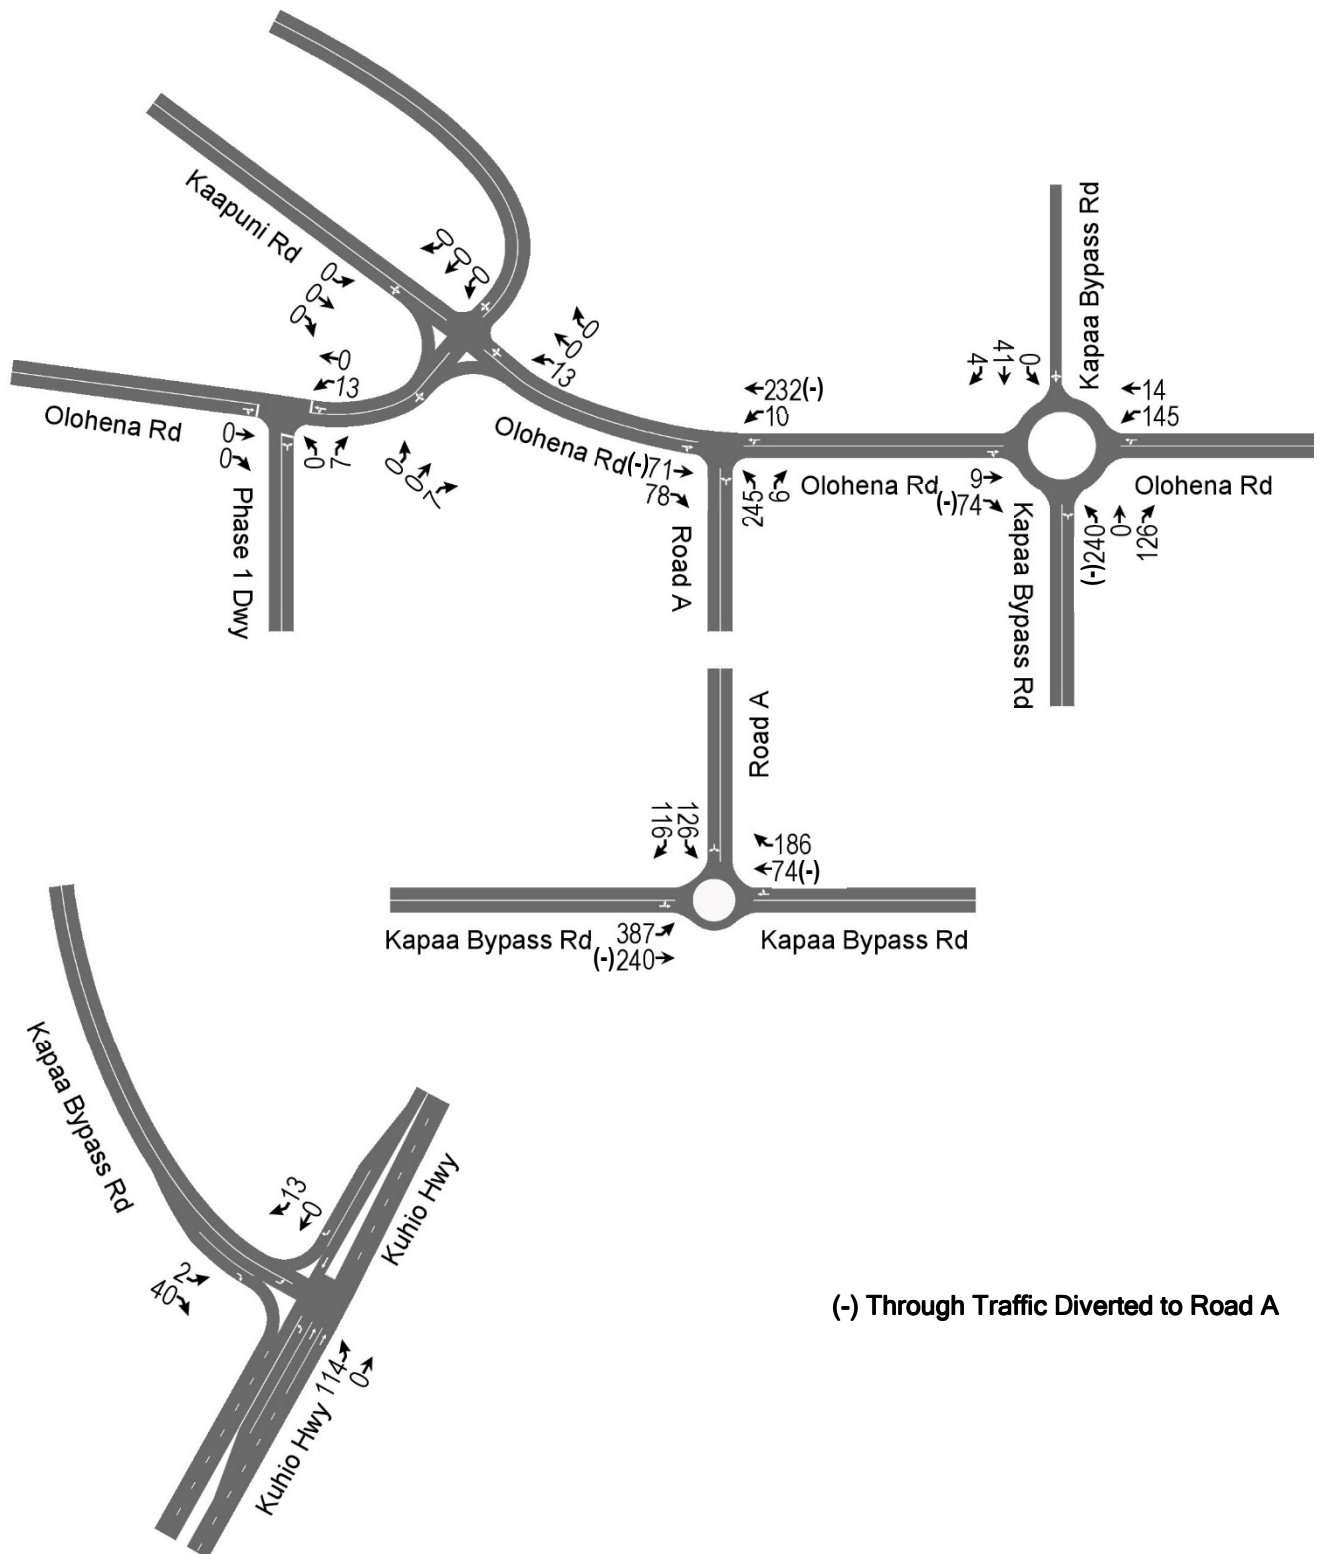 Kaapuni Rd
0
0
0
0
0
0
0
0
13
0
13
Olohena Rd
0
0
0
7
0
0
7
Phase 1 Dwy
Olohena Rd
(-)71
78
232(-)
10
245
6
Road A
Olohena Rd
9
(-)74
4
41
0
Kapaa Bypass Rd
14
145
Olohena Rd
(-)240
0
126
Kapaa Bypass Rd
Road A
116
126
186
74(-)
Kapaa Bypass Rd
387
(-)240
Kapaa Bypass Rd
Kapaa Bypass Rd
13
0
Kuhio Hwy
2
40
114
0
Kuhio Hwy
(-) Through Traffic Diverted to Road A